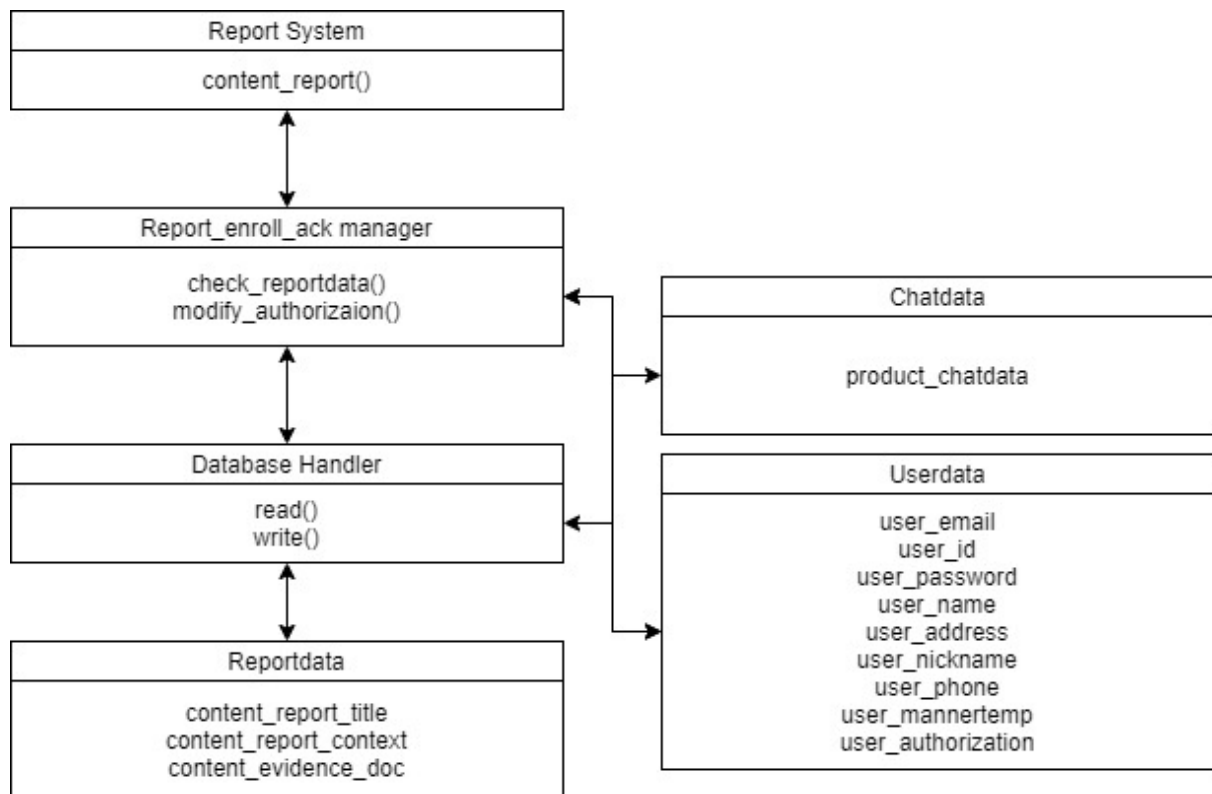 Report System
content_report()
Report_enroll_ack manager
check_reportdata()
modify_authorizaion()
Database Handler
read()
write()
Reportdata
content_report_title
content_report_context
content_evidence_doc
Chatdata
product_chatdata
Userdata
user_email
user_id
user_password
user_name
user_address
user_nickname
user_phone
user_mannertemp
user_authorization